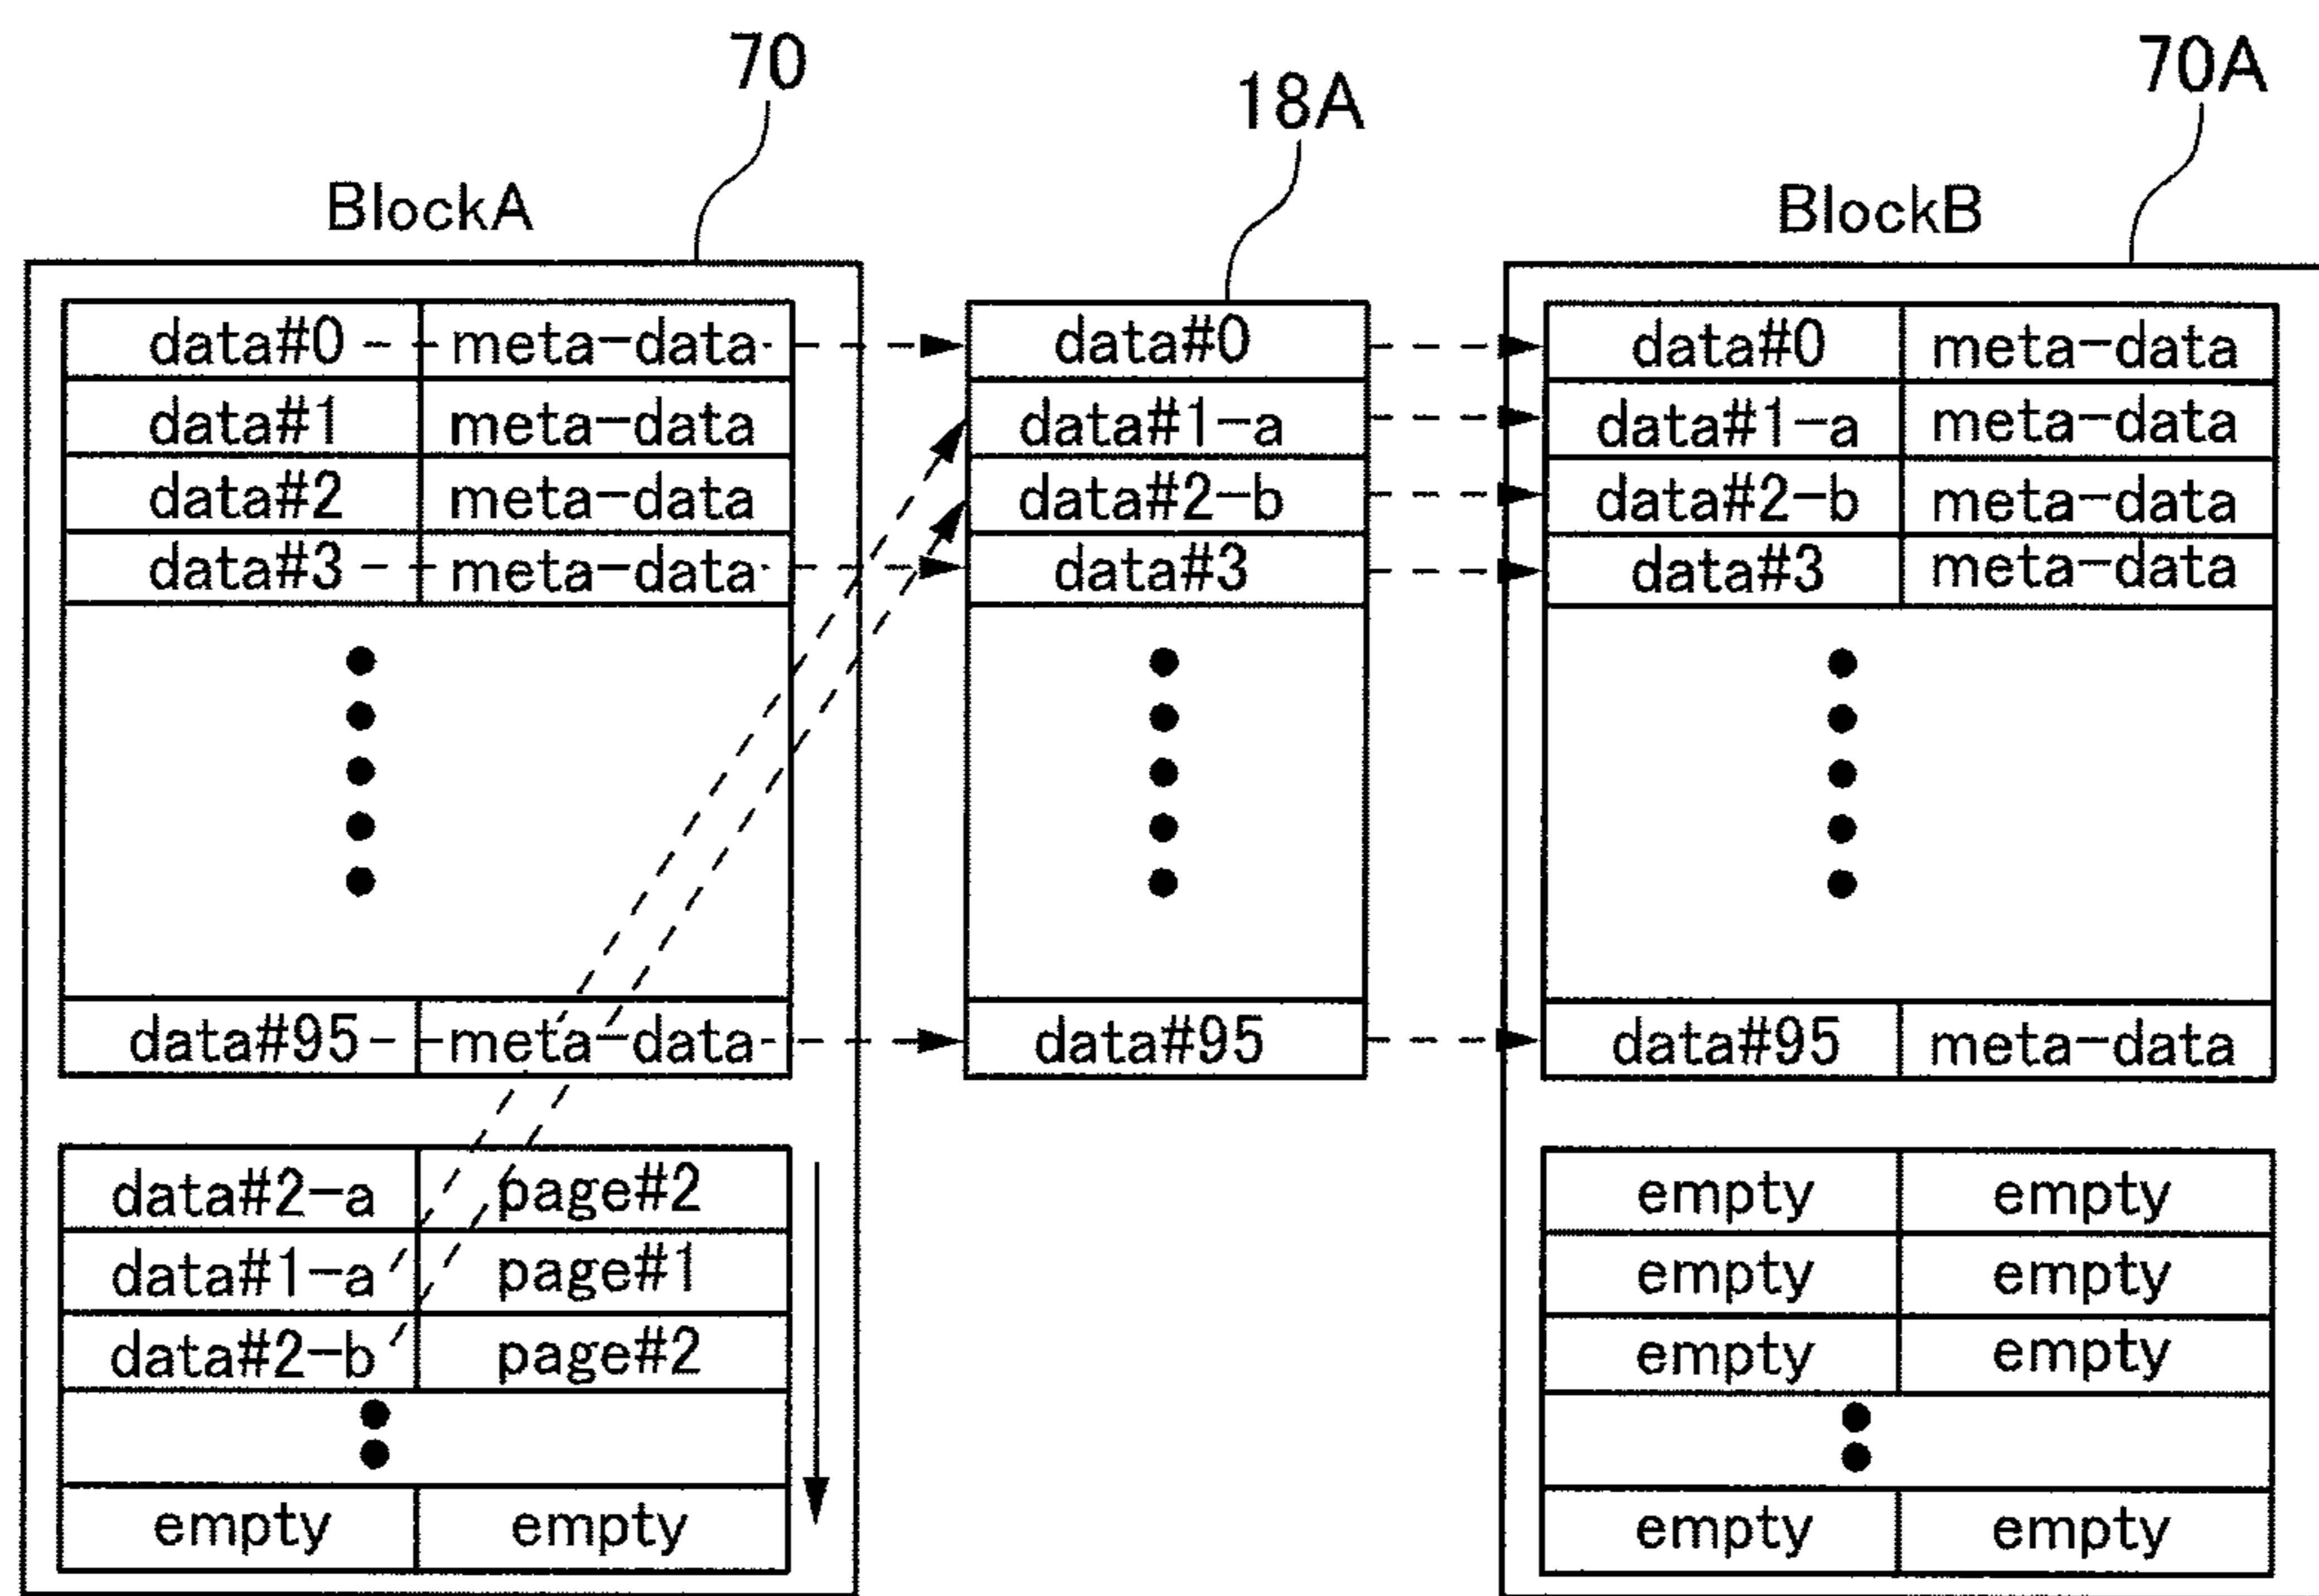 70
18A
70A
BlockA
BlockB
data#0 meta-data data#0 data#0 meta-data
data#1 meta-data data#1-a data#1-a meta-data
data#2 meta-data data#2-b data#2-b meta-data
data#3 meta-data data#3 data#3 meta-data
data#95 meta-data data#95 data#95 meta-data
data#2-a page#2 empty empty
data#1-a page#1 empty empty
data#2-b page#2 empty empty
empty empty empty empty